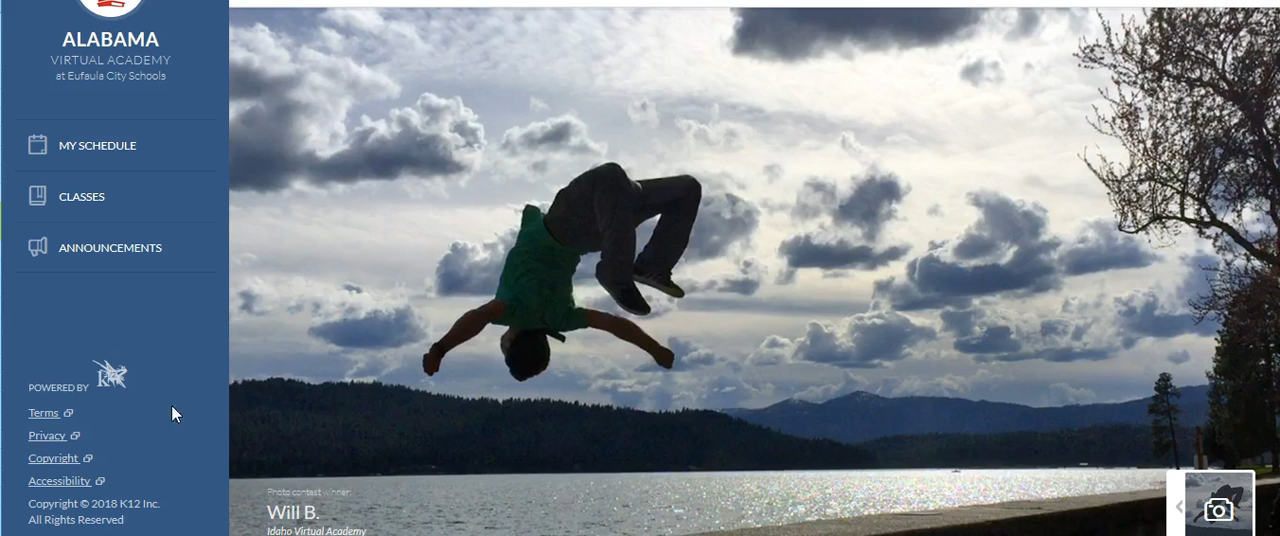 ALABAMA
VIRTUAL ACADEMY
at Eufaula City Schools
MY SCHEDULE
CLASSES
ANNOUNCEMENTS
POWERED BY K12
Terms
Privacy
Copyright
Accessibility
Copyright © 2018 K12 Inc.
All Rights Reserved
Photo contest winner:
Will B.
Idaho Virtual Academy